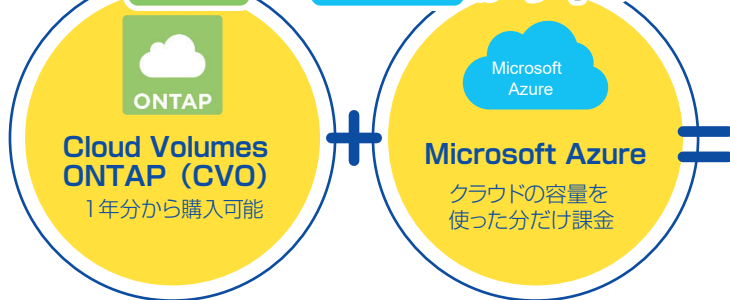 ONTAP
Cloud Volumes
ONTAP（CVO）
1年分から購入可能
Microsoft
Azure
Microsoft Azure
クラウドの容量を
使った分だけ課金